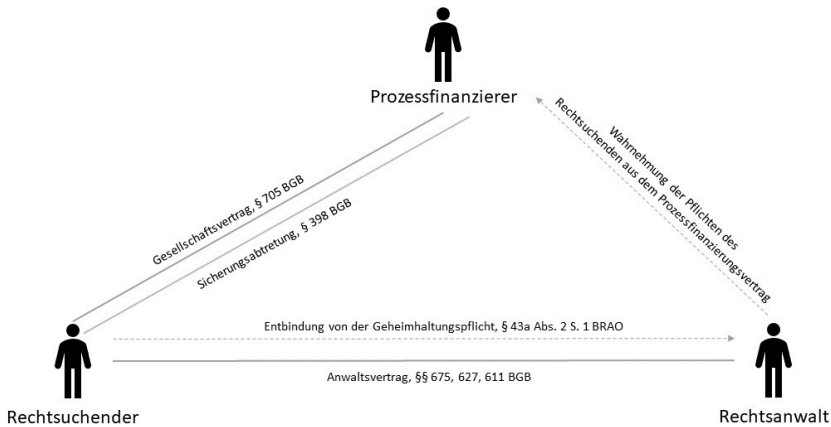 Prozessfinanzierer
Wahrnehmung der Pflichten des
Rechtsuchenden aus dem Prozessfinanzierungsvertrag
Gesellschaftsvertrag, § 705 BGB
Sicherungsabtretung, § 398 BGB
Entbindung von der Geheimhaltungspflicht, § 43a Abs. 2 S. 1 BRAO
Anwaltsvertrag, §§ 675, 627, 611 BGB
Rechtsuchender
Rechtsanwalt